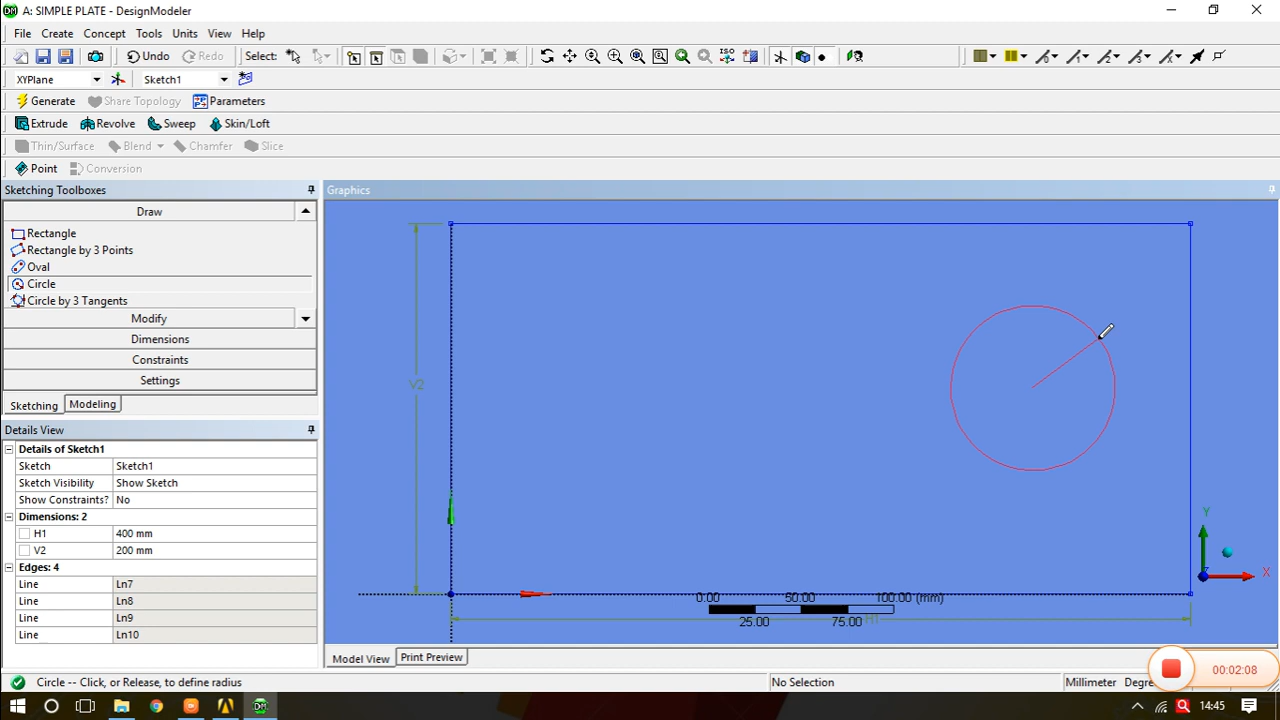 A: SIMPLE PLATE - DesignModeler
File Create Concept Tools Units View Help
Undo Redo Select: ISO
XYPlane Sketch1
Generate Share Topology Parameters
Extrude Revolve Sweep Skin/Loft
Thin/Surface Blend Chamfer Slice
Point Conversion
Sketching Toolboxes
Draw
Rectangle
Rectangle by 3 Points
Oval
Circle
Circle by 3 Tangents
Modify
Dimensions
Constraints
Settings
Sketching Modeling
Details View
Details of Sketch1
Sketch Sketch1
Sketch Visibility Show Sketch
Show Constraints? No
Dimensions: 2
H1 400 mm
V2 200 mm
Edges: 4
Line Ln7
Line Ln8
Line Ln9
Line Ln10
Graphics
V2
Y
X
Z
0.00 50.00 100.00 (mm)
25.00 75.00
H1
Model View Print Preview
Circle -- Click, or Release, to define radius No Selection Millimeter Degre
00:02:08
DM 14:45